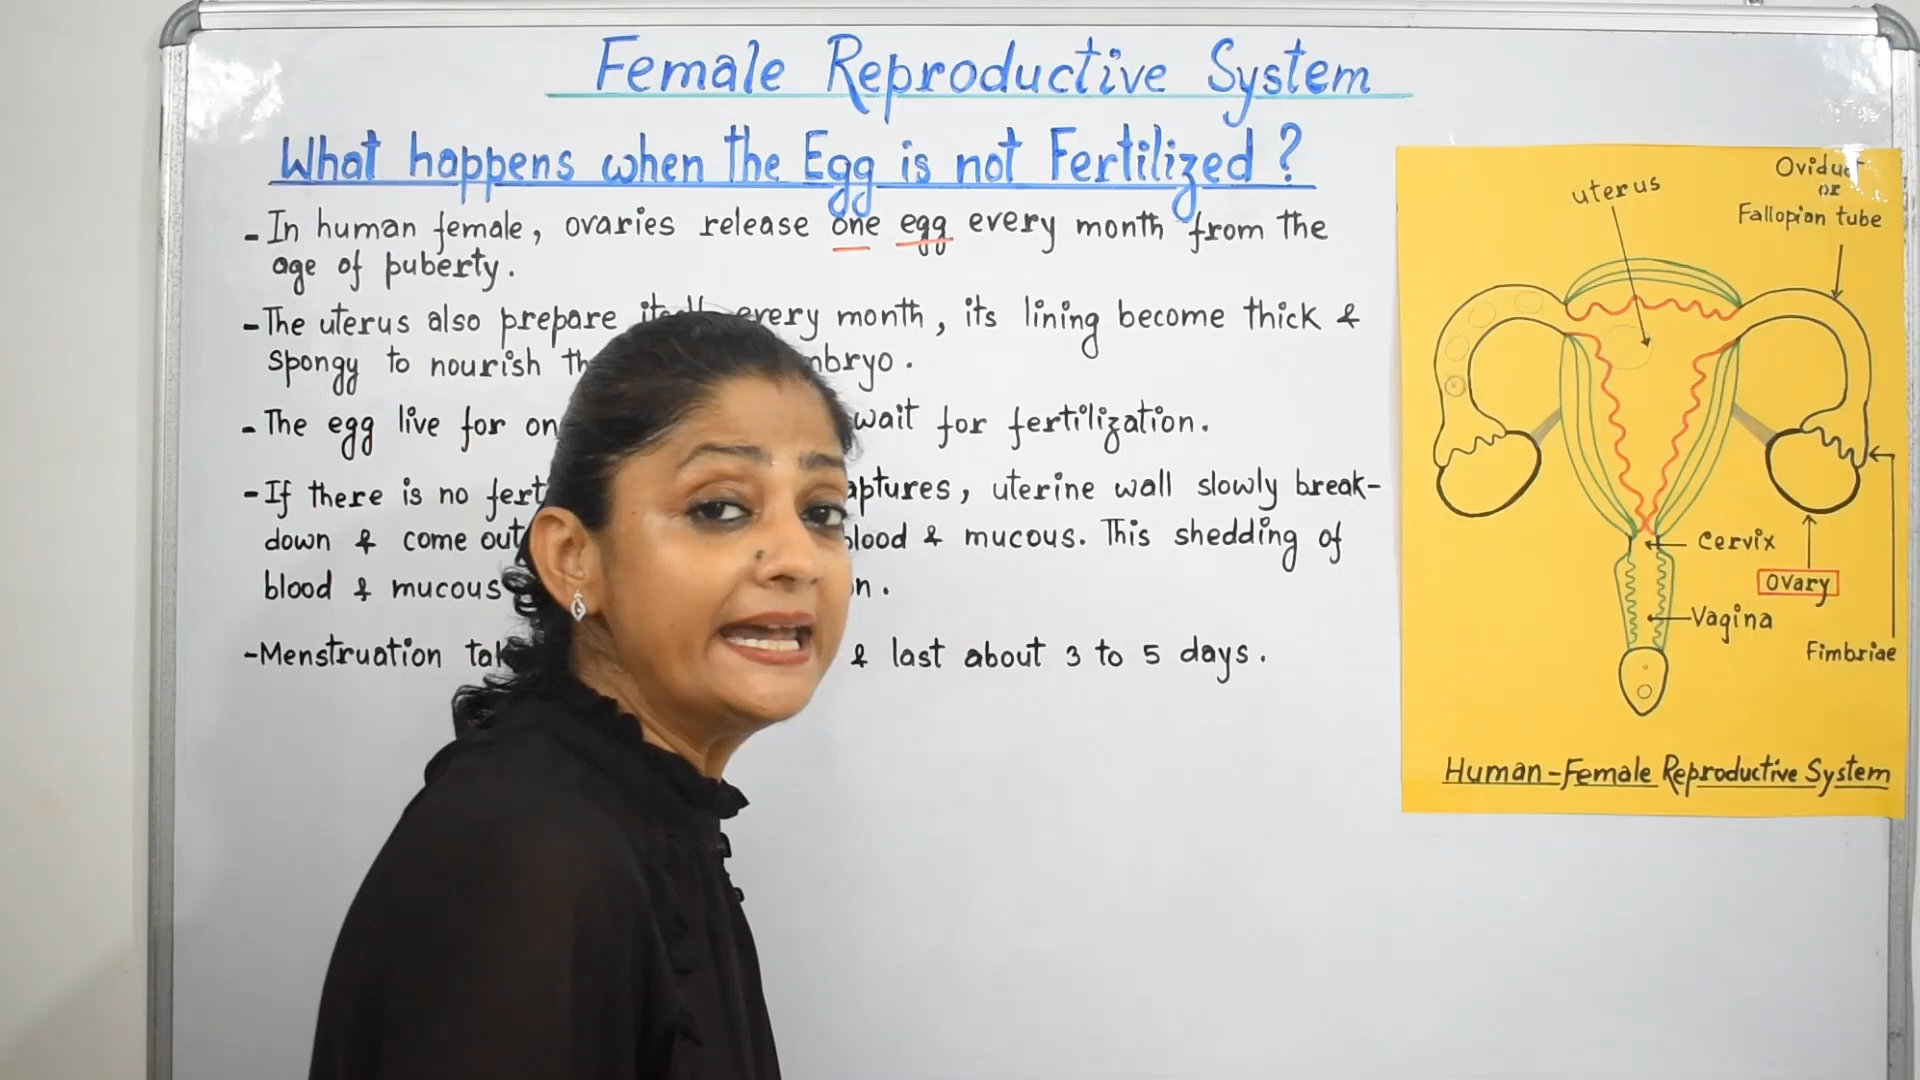 Female Reproductive System
What happens when the Egg is not Fertilized ?
- In human female, ovaries release one egg every month from the
age of puberty.
- The uterus also prepare every month, its lining become thick &
spongy to nourish
- The egg live for wait for fertilization.
- If there is no uterine wall slowly break-
down & come out & mucous. This shedding of
blood & mucous
- Menstruation & last about 3 to 5 days.
uterus
Oviduct
or
Fallopian tube
Cervix
Ovary
Vagina
Fimbriae
Human-Female Reproductive System